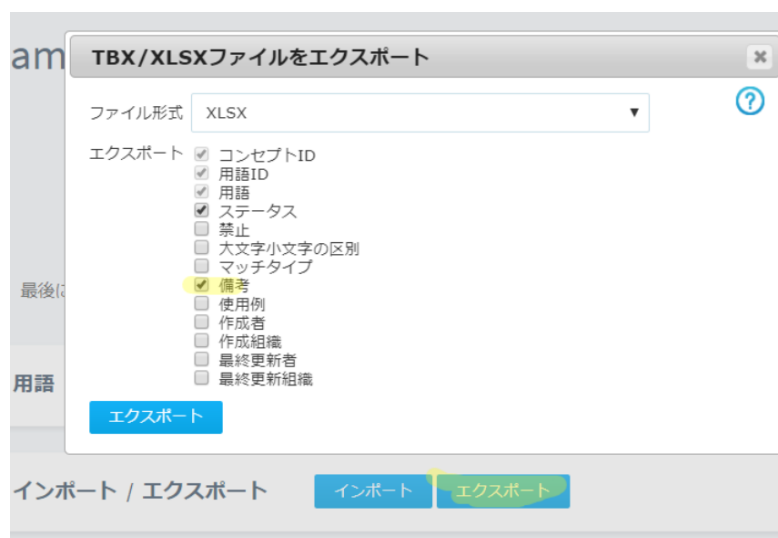 am
TBX/XLSXファイルをエクスポート
ファイル形式 XLSX
エクスポート
コンセプトID
用語ID
用語
ステータス
禁止
大文字小文字の区別
マッチタイプ
備考
使用例
作成者
作成組織
最終更新者
最終更新組織
最後に
用語
エクスポート
インポート / エクスポート インポート エクスポート